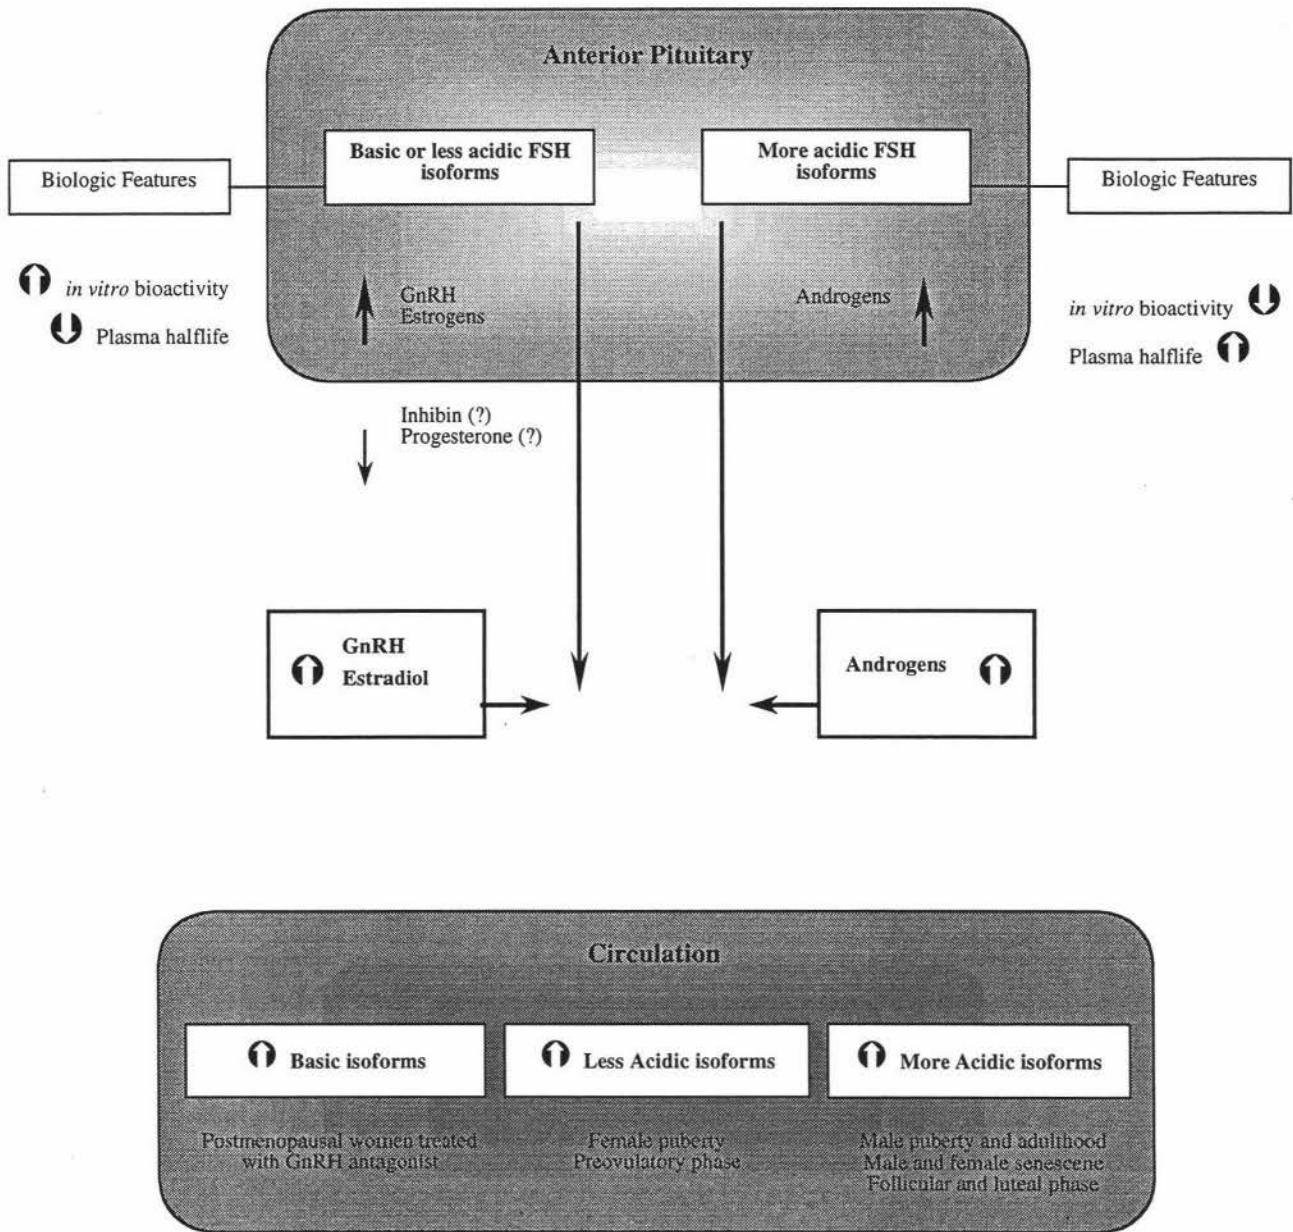 Anterior Pituitary
Basic or less acidic FSH
isoforms
More acidic FSH
isoforms
Biologic Features
Biologic Features
in vitro bioactivity
Plasma halflife
GnRH
Estrogens
Androgens
in vitro bioactivity
Plasma halflife
Inhibin (?)
Progesterone (?)
GnRH
Estradiol
Androgens
Circulation
Basic isoforms
Less Acidic isoforms
More Acidic isoforms
Postmenopausal women treated
with GnRH antagonist
Female puberty
Preovulatory phase
Male puberty and adulthood
Male and female senescene
Follicular and luteal phase